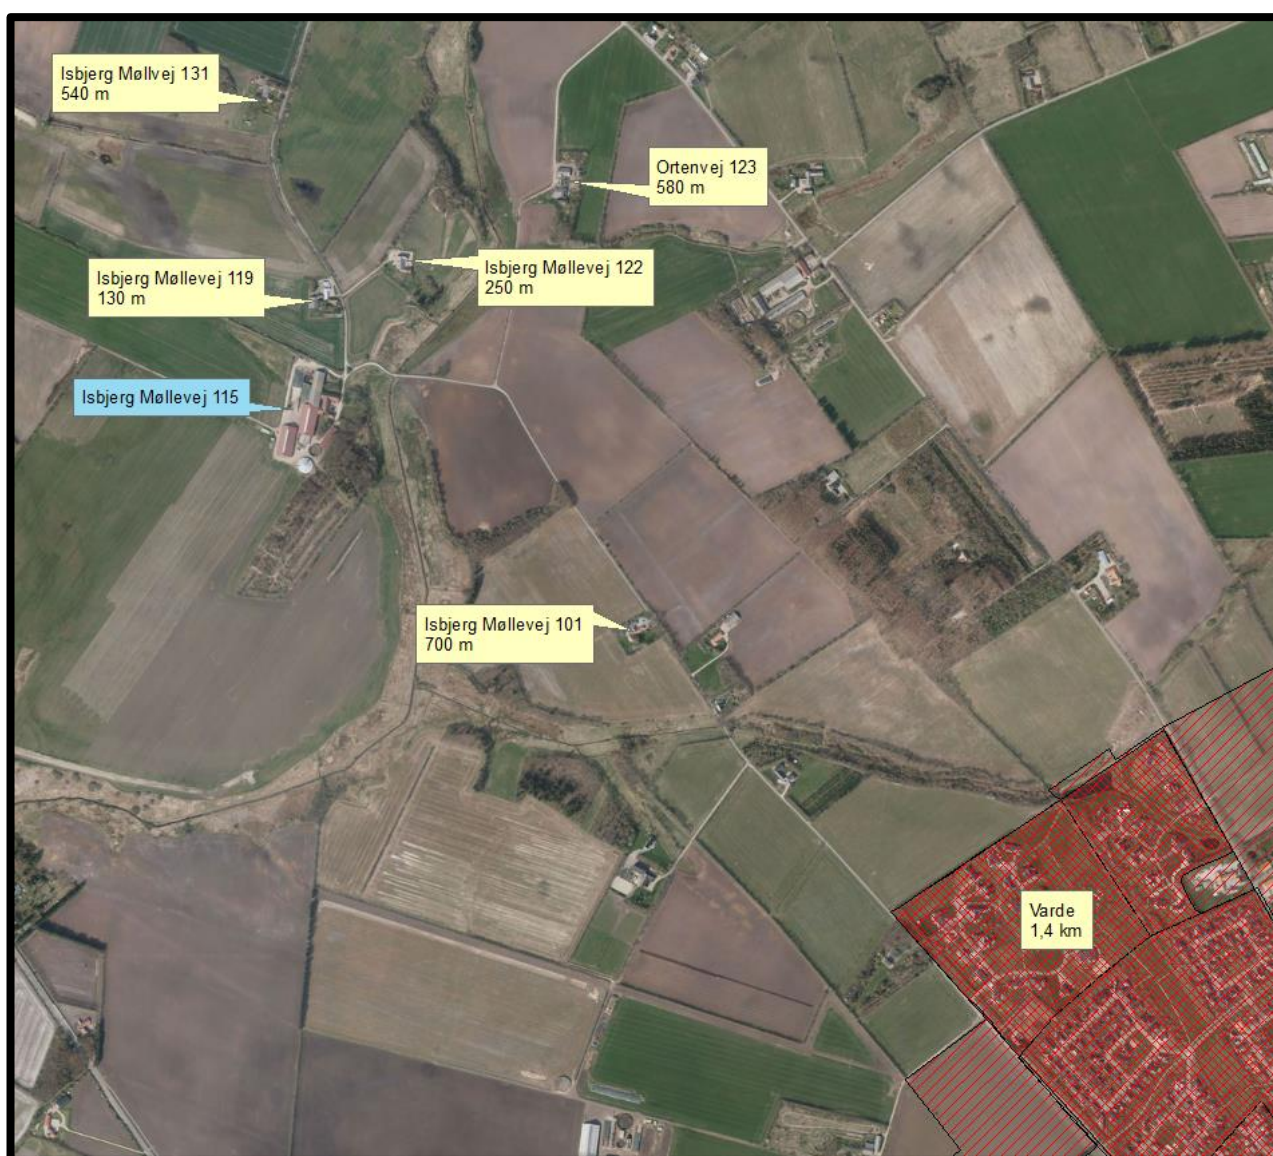 Isbjerg Møllvej 131
540 m
Ortenvej 123
580 m
Isbjerg Møllevej 122
250 m
Isbjerg Møllevej 119
130 m
Isbjerg Møllevej 115
Isbjerg Møllevej 101
700 m
Varde
1,4 km